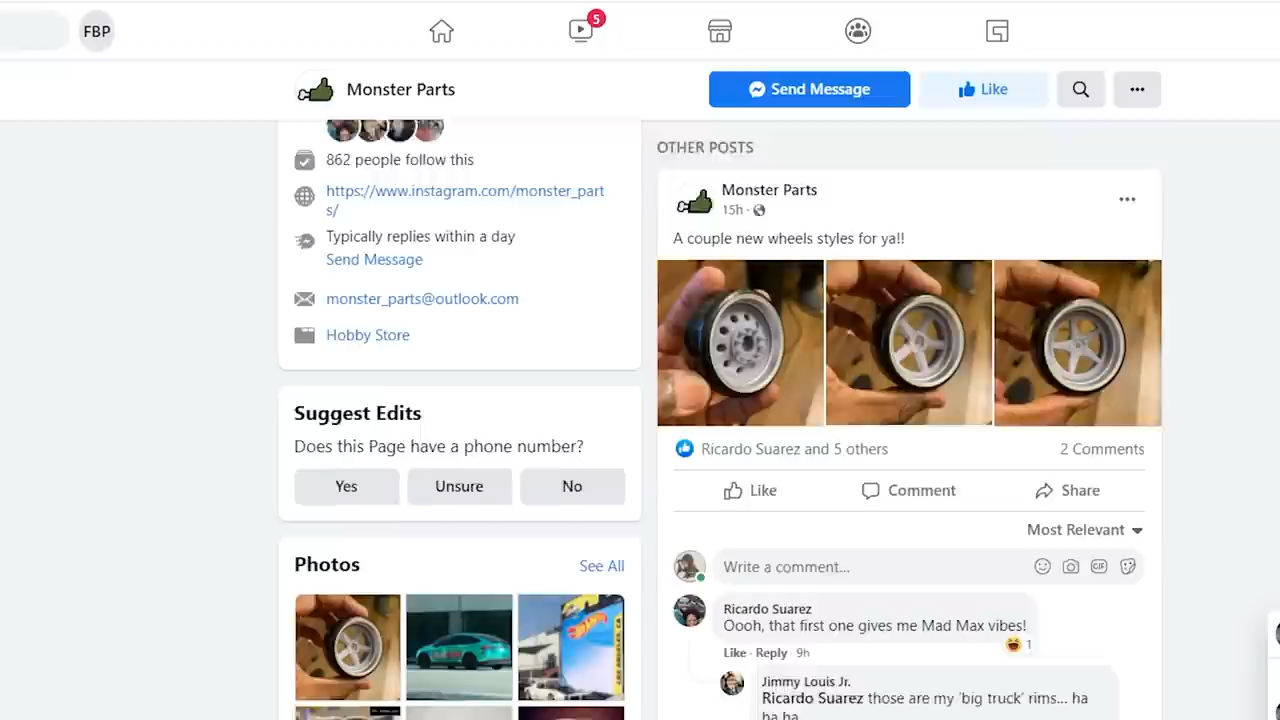 FBP
5
Monster Parts
Send Message
Like
862 people follow this
https://www.instagram.com/monster_part
s/
Typically replies within a day
Send Message
monster_parts@outlook.com
Hobby Store
Suggest Edits
Does this Page have a phone number?
Yes
Unsure
No
Photos
See All
Hot Wheels
OTHER POSTS
Monster Parts
15h ·
A couple new wheels styles for ya!!
Ricardo Suarez and 5 others
2 Comments
Like
Comment
Share
Most Relevant
Write a comment...
GIF
Ricardo Suarez
Oooh, that first one gives me Mad Max vibes!
1
Like · Reply · 9h
Jimmy Louis Jr.
Ricardo Suarez those are my 'big truck' rims... ha
ha ha